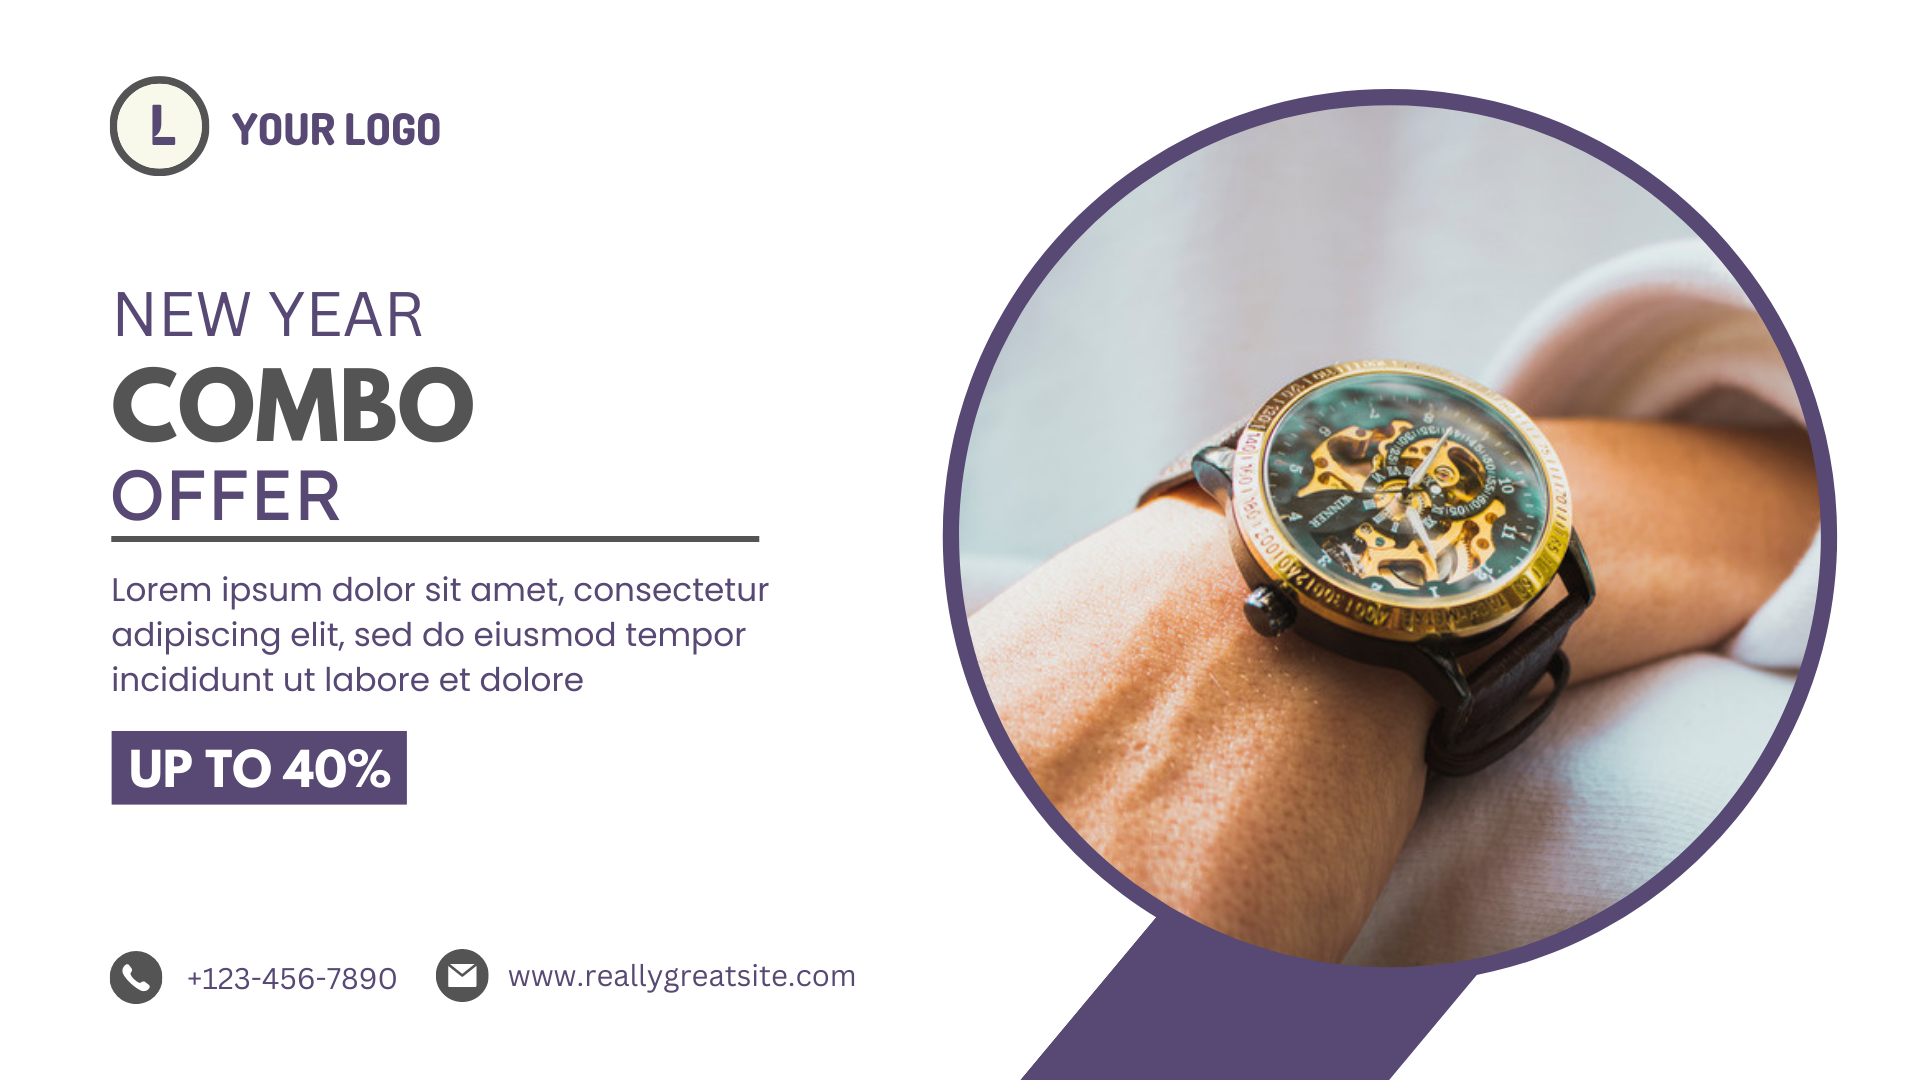 L
YOUR LOGO
NEW YEAR
COMBO
OFFER
Lorem ipsum dolor sit amet, consectetur
adipiscing elit, sed do eiusmod tempor
incididunt ut labore et dolore
UP TO 40%
+123-456-7890
www.reallygreatsite.com
WINNER